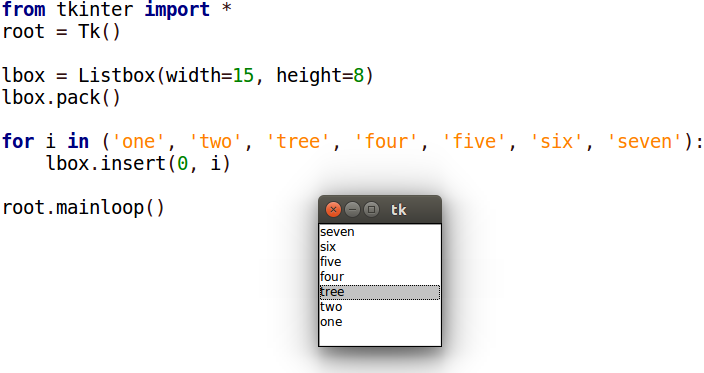 from tkinter import *
root = Tk()
lbox = Listbox(width=15, height=8)
lbox.pack()
for i in ('one', 'two', 'tree', 'four', 'five', 'six', 'seven'):
    lbox.insert(0, i)
root.mainloop()
tk
seven
six
five
four
tree
two
one